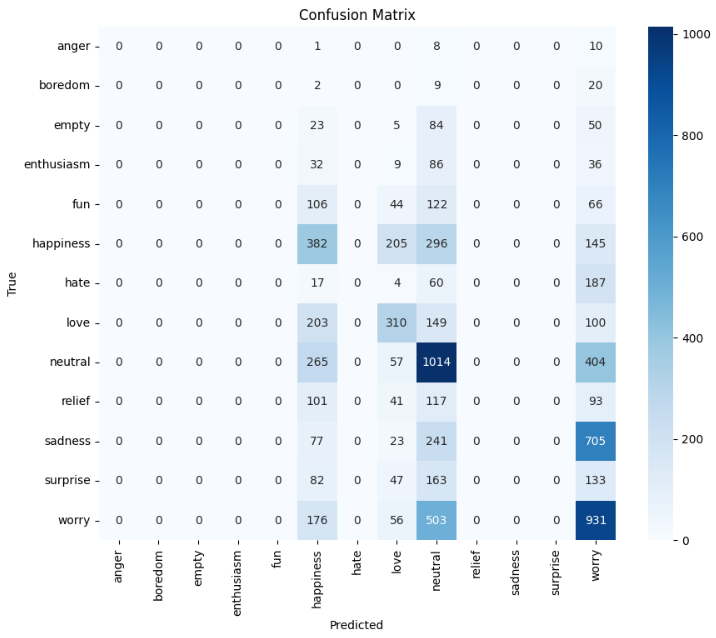 Confusion Matrix
True
anger 0 0 0 0 0 1 0 0 8 0 0 0 10
boredom 0 0 0 0 0 2 0 0 9 0 0 0 20
empty 0 0 0 0 0 23 0 5 84 0 0 0 50
enthusiasm 0 0 0 0 0 32 0 9 86 0 0 0 36
fun 0 0 0 0 0 106 0 44 122 0 0 0 66
happiness 0 0 0 0 0 382 0 205 296 0 0 0 145
hate 0 0 0 0 0 17 0 4 60 0 0 0 187
love 0 0 0 0 0 203 0 310 149 0 0 0 100
neutral 0 0 0 0 0 265 0 57 1014 0 0 0 404
relief 0 0 0 0 0 101 0 41 117 0 0 0 93
sadness 0 0 0 0 0 77 0 23 241 0 0 0 705
surprise 0 0 0 0 0 82 0 47 163 0 0 0 133
worry 0 0 0 0 0 176 0 56 503 0 0 0 931
anger boredom empty enthusiasm fun happiness hate love neutral relief sadness surprise worry
Predicted
1000
800
600
400
200
0